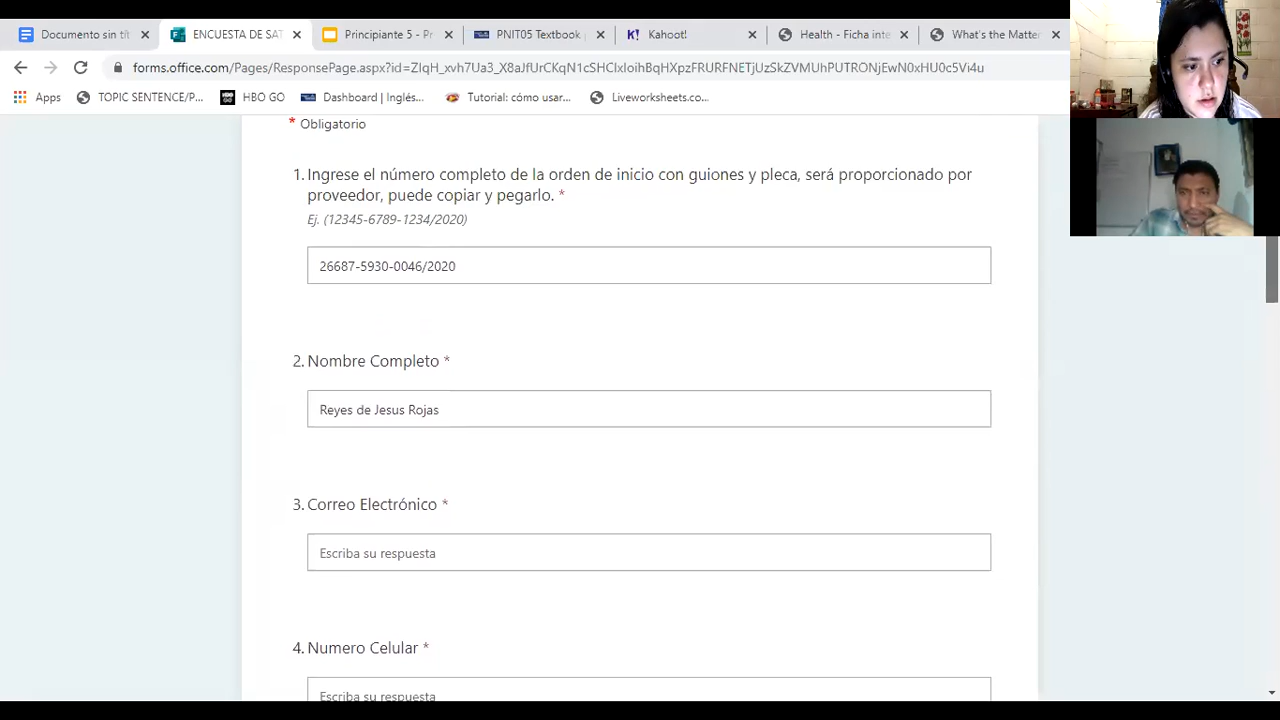 Documento sin tít
ENCUESTA DE SAT
Principiante 5 - Pr
PNIT05 Textbook
Kahoot!
Health - Ficha inte
What's the Matter
forms.office.com/Pages/ResponsePage.aspx?id=
Apps
TOPIC SENTENCE/P...
HBO GO
Dashboard | Inglés...
Tutorial: cómo usar...
Liveworksheets.co...
* Obligatorio
1. Ingrese el número completo de la orden de inicio con guiones y pleca, será proporcionado por
proveedor, puede copiar y pegarlo. *
Ej. (12345-6789-1234/2020)
26687-5930-0046/2020
2. Nombre Completo *
Reyes de Jesus Rojas
3. Correo Electrónico *
Escriba su respuesta
4. Numero Celular *
Escriba su respuesta